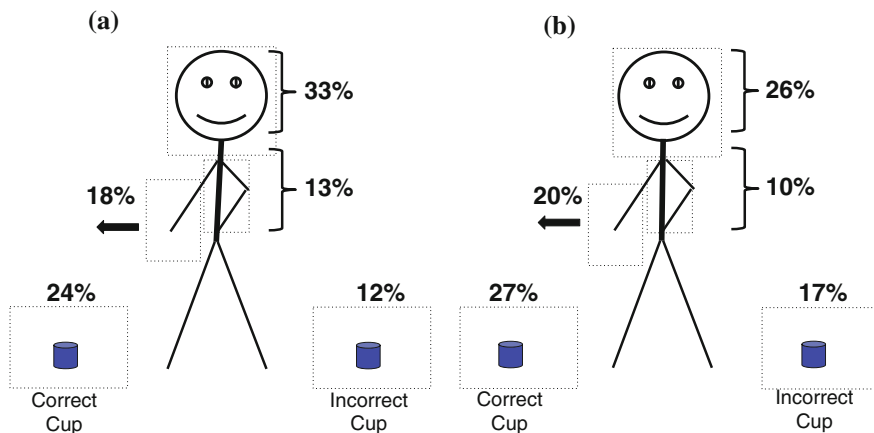 (a)
33%
13%
18%
24%
12%
Correct
Cup
Incorrect
Cup
(b)
26%
10%
20%
27%
17%
Correct
Cup
Incorrect
Cup